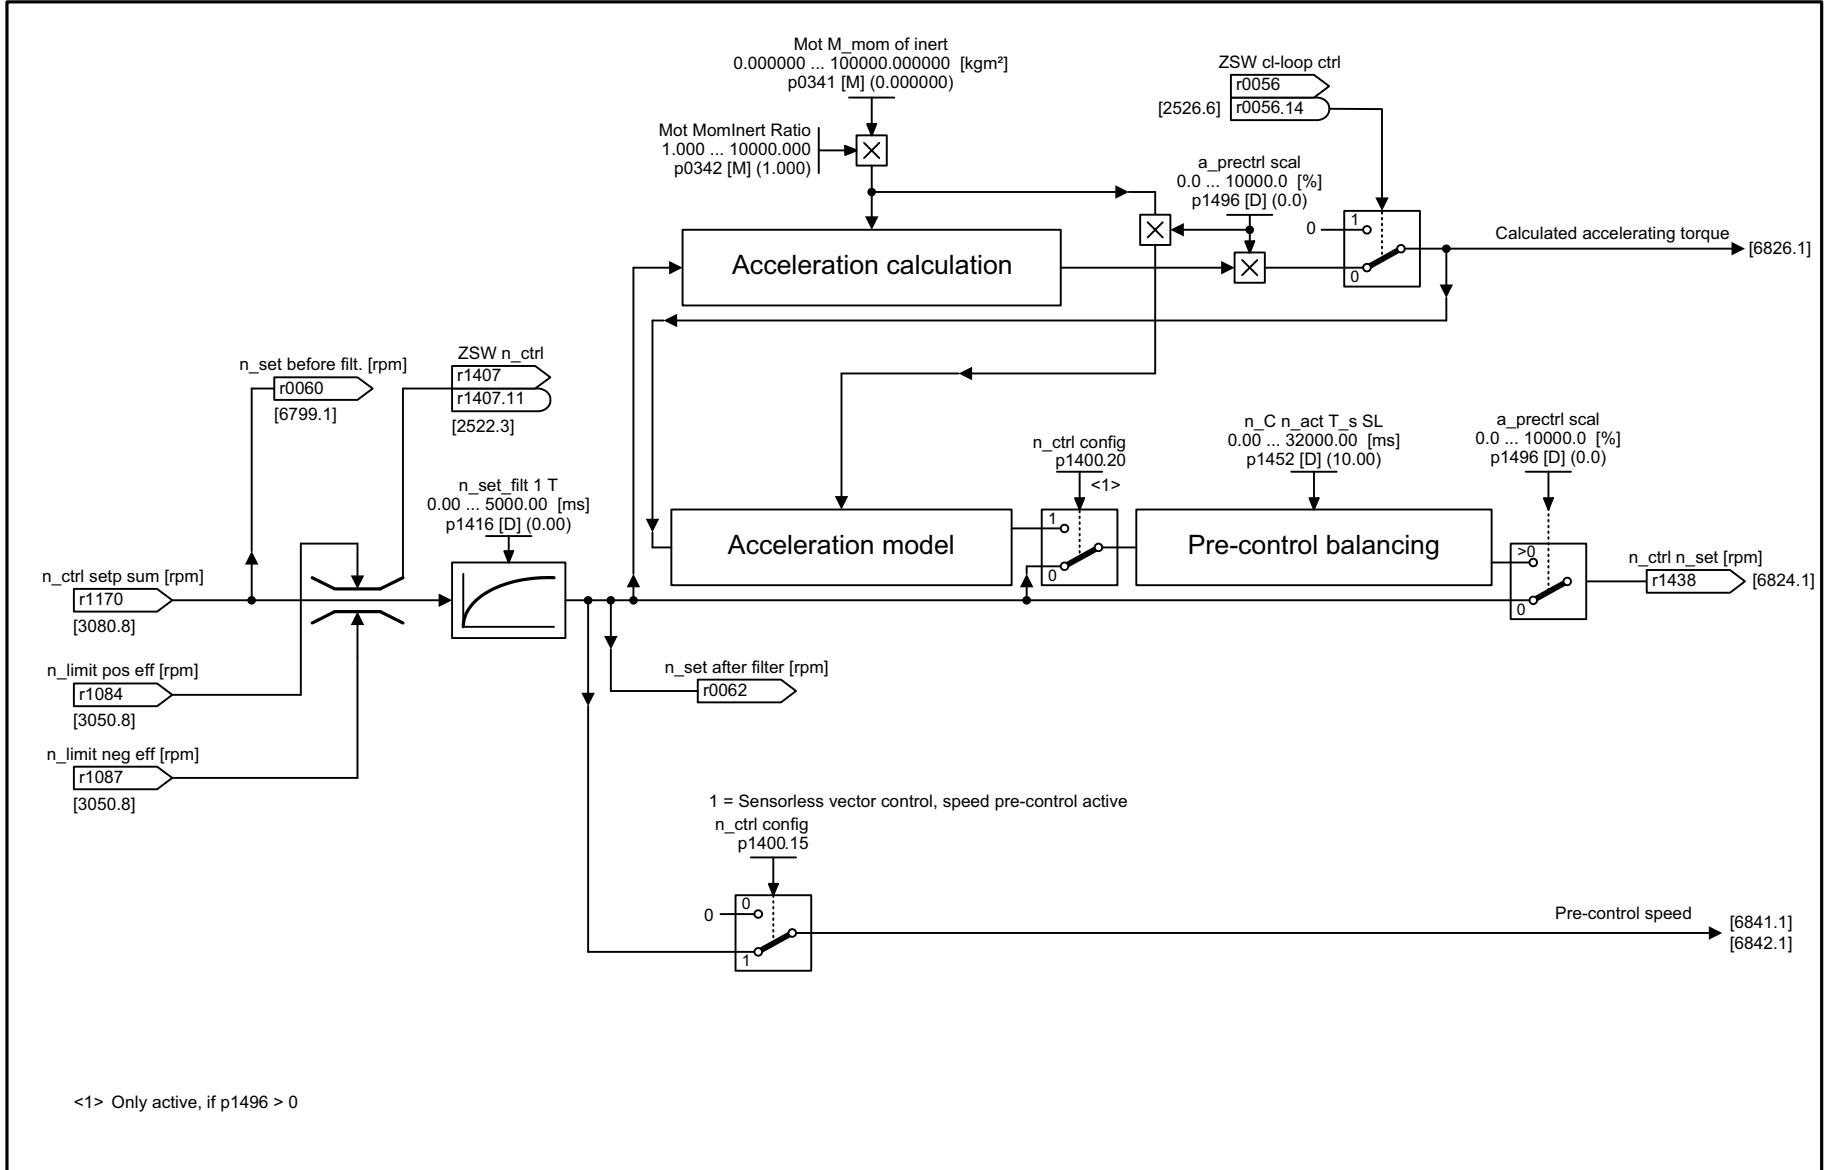 Mot M_mom of inert
0.000000 ... 100000.000000 [kgm²]
p0341 [M] (0.000000)
ZSW cl-loop ctrl
r0056
[2526.6] r0056.14
Mot MomInert Ratio
1.000 ... 10000.000
p0342 [M] (1.000)
a_prectrl scal
0.0 ... 10000.0 [%]
p1496 [D] (0.0)
0
1
0
Calculated accelerating torque
[6826.1]
Acceleration calculation
n_set before filt. [rpm]
r0060
[6799.1]
ZSW n_ctrl
r1407
r1407.11
[2522.3]
n_set_filt 1 T
0.00 ... 5000.00 [ms]
p1416 [D] (0.00)
n_ctrl config
p1400.20
<1>
n_C n_act T_s SL
0.00 ... 32000.00 [ms]
p1452 [D] (10.00)
a_prectrl scal
0.0 ... 10000.0 [%]
p1496 [D] (0.0)
Acceleration model
1
0
Pre-control balancing
>0
0
n_ctrl n_set [rpm]
r1438 [6824.1]
n_ctrl setp sum [rpm]
r1170
[3080.8]
n_limit pos eff [rpm]
r1084
[3050.8]
n_set after filter [rpm]
r0062
n_limit neg eff [rpm]
r1087
[3050.8]
1 = Sensorless vector control, speed pre-control active
n_ctrl config
p1400.15
0
0
1
Pre-control speed
[6841.1]
[6842.1]
<1> Only active, if p1496 > 0